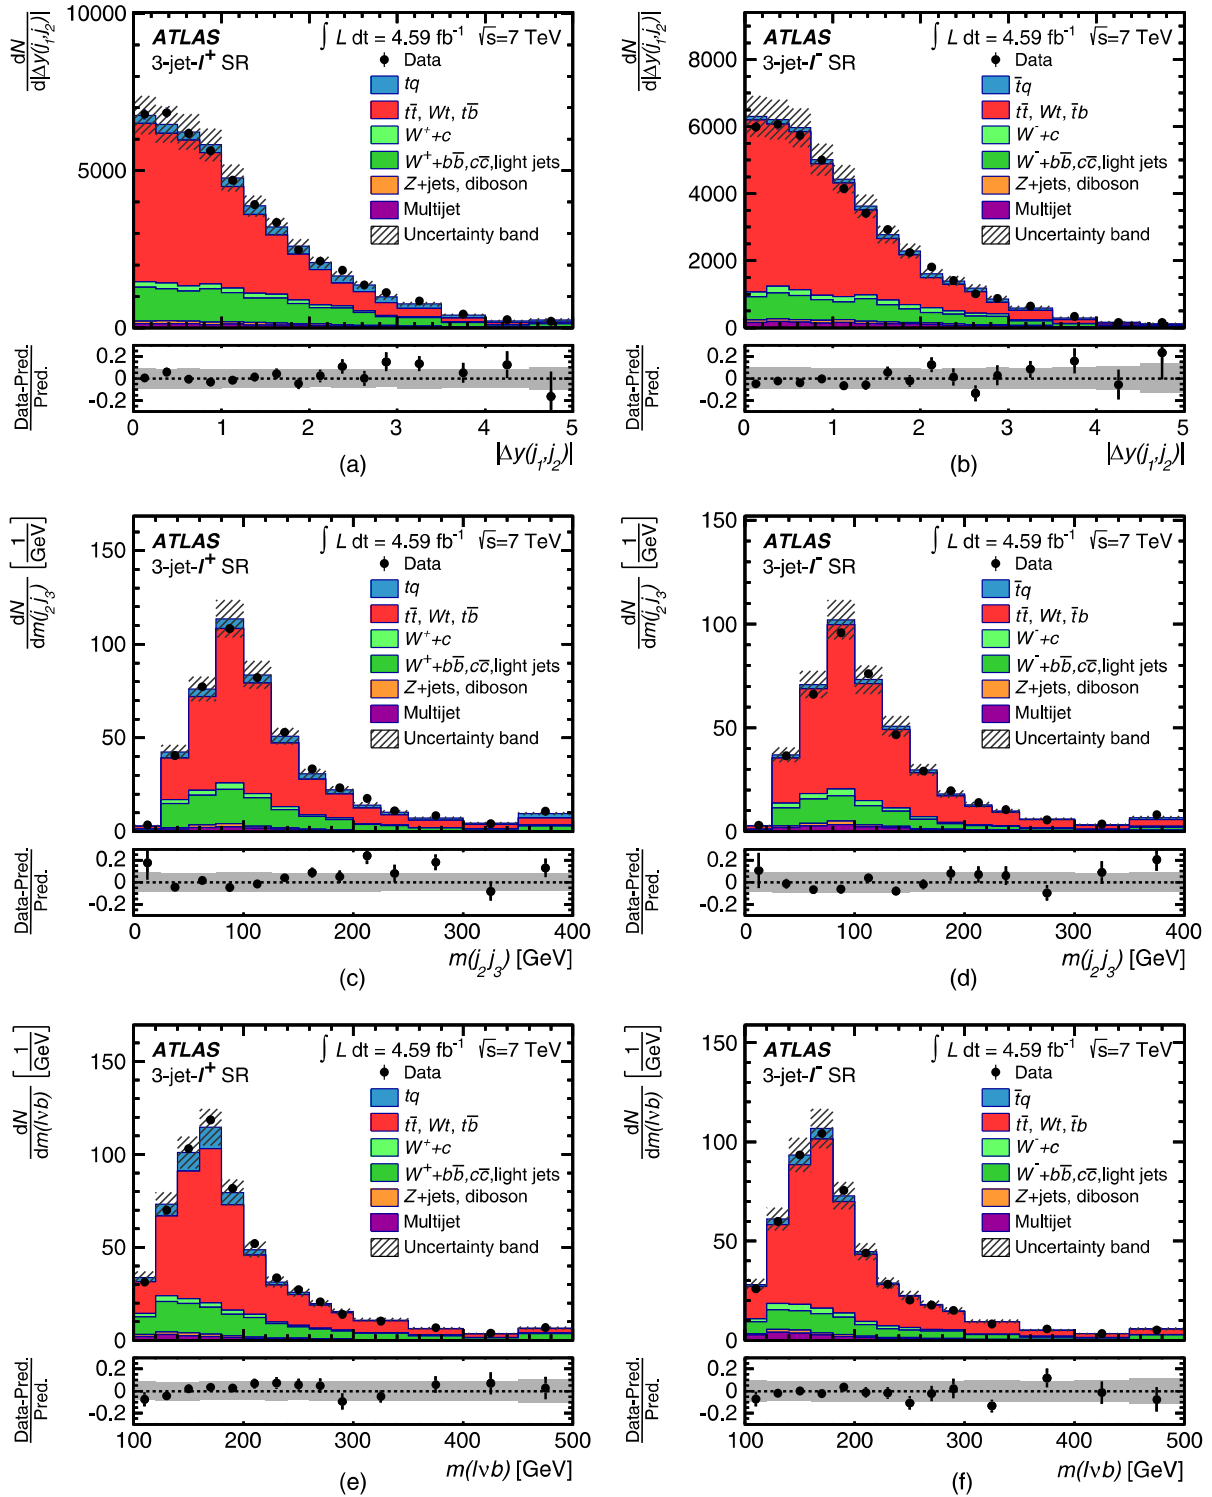 dN
d|Δy(j₁,j₂)|
10000
5000
0
ATLAS
3-jet-l⁺ SR
∫ L dt = 4.59 fb⁻¹ √s=7 TeV
Data
tq
tt̄, Wt, tb̄
W⁺+c
W⁺+bb̄,cc̄,light jets
Z+jets, diboson
Multijet
Uncertainty band
Data-Pred.
Pred.
0.2
0
-0.2
0 1 2 3 4 5
|Δy(j₁,j₂)|
(a)
dN
d|Δy(j₁,j₂)|
8000
6000
4000
2000
0
ATLAS
3-jet-l⁻ SR
∫ L dt = 4.59 fb⁻¹ √s=7 TeV
Data
t̄q
tt̄, Wt, t̄b
W⁻+c
W⁻+bb̄,cc̄,light jets
Z+jets, diboson
Multijet
Uncertainty band
Data-Pred.
Pred.
0.2
0
-0.2
0 1 2 3 4 5
|Δy(j₁,j₂)|
(b)
dN
dm(j₂j₃)
[1/GeV]
150
100
50
0
ATLAS
3-jet-l⁺ SR
∫ L dt = 4.59 fb⁻¹ √s=7 TeV
Data
tq
tt̄, Wt, tb̄
W⁺+c
W⁺+bb̄,cc̄,light jets
Z+jets, diboson
Multijet
Uncertainty band
Data-Pred.
Pred.
0.2
0
-0.2
0 100 200 300 400
m(j₂j₃) [GeV]
(c)
dN
dm(j₂j₃)
[1/GeV]
150
100
50
0
ATLAS
3-jet-l⁻ SR
∫ L dt = 4.59 fb⁻¹ √s=7 TeV
Data
t̄q
tt̄, Wt, t̄b
W⁻+c
W⁻+bb̄,cc̄,light jets
Z+jets, diboson
Multijet
Uncertainty band
Data-Pred.
Pred.
0.2
0
-0.2
0 100 200 300 400
m(j₂j₃) [GeV]
(d)
dN
dm(lνb)
[1/GeV]
150
100
50
0
ATLAS
3-jet-l⁺ SR
∫ L dt = 4.59 fb⁻¹ √s=7 TeV
Data
tq
tt̄, Wt, tb̄
W⁺+c
W⁺+bb̄,cc̄,light jets
Z+jets, diboson
Multijet
Uncertainty band
Data-Pred.
Pred.
0.2
0
-0.2
100 200 300 400 500
m(lνb) [GeV]
(e)
dN
dm(lνb)
[1/GeV]
150
100
50
0
ATLAS
3-jet-l⁻ SR
∫ L dt = 4.59 fb⁻¹ √s=7 TeV
Data
t̄q
tt̄, Wt, t̄b
W⁻+c
W⁻+bb̄,cc̄,light jets
Z+jets, diboson
Multijet
Uncertainty band
Data-Pred.
Pred.
0.2
0
-0.2
100 200 300 400 500
m(lνb) [GeV]
(f)